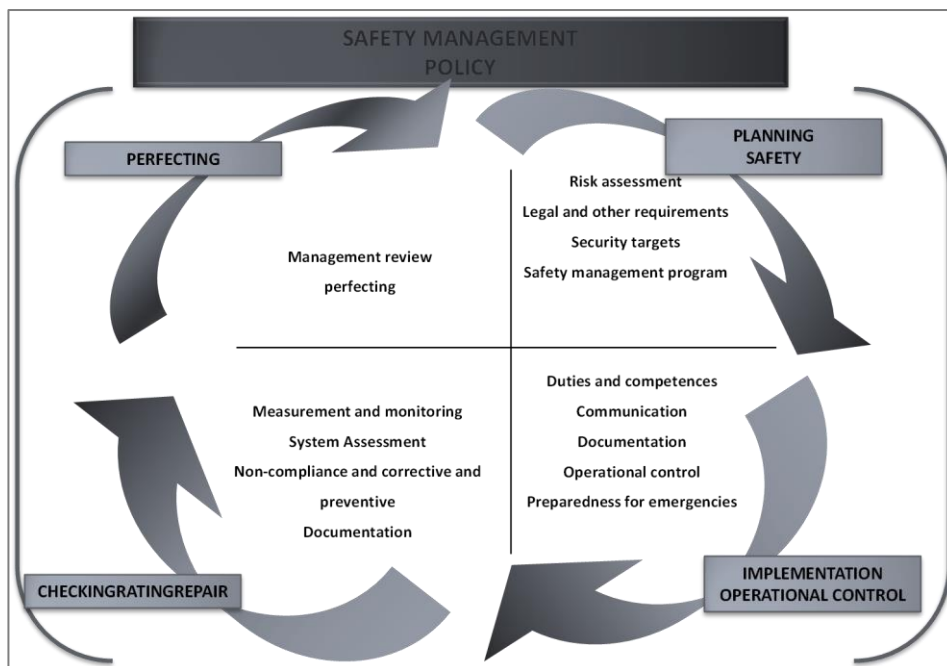 SAFETY MANAGEMENT
POLICY
PERFECTING
PLANNING
SAFETY
Management review
perfecting
Risk assessment
Legal and other requirements
Security targets
Safety management program
Measurement and monitoring
System Assessment
Non-compliance and corrective and
preventive
Documentation
Duties and competences
Communication
Documentation
Operational control
Preparedness for emergencies
CHECKINGRATINGREPAIR
IMPLEMENTATION
OPERATIONAL CONTROL